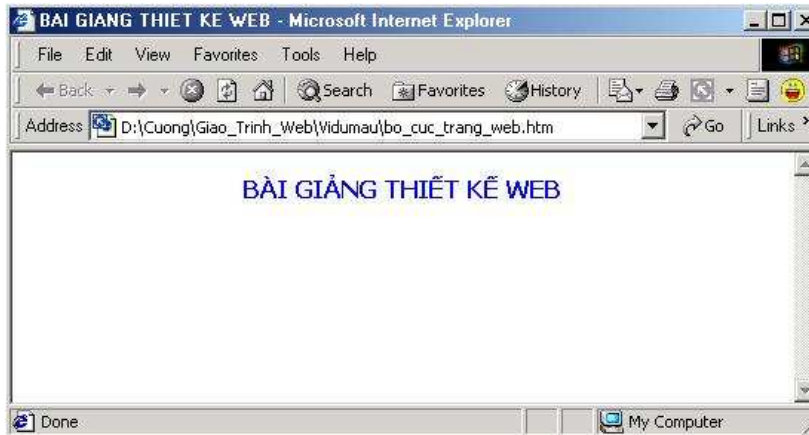 BAI GIANG THIET KE WEB - Microsoft Internet Explorer
File Edit View Favorites Tools Help
Back Search Favorites History
Address D:\Cuong\Giao_Trinh_Web\Vidumau\bo_cuc_trang_web.htm Go Links »
BÀI GIẢNG THIẾT KẾ WEB
Done My Computer